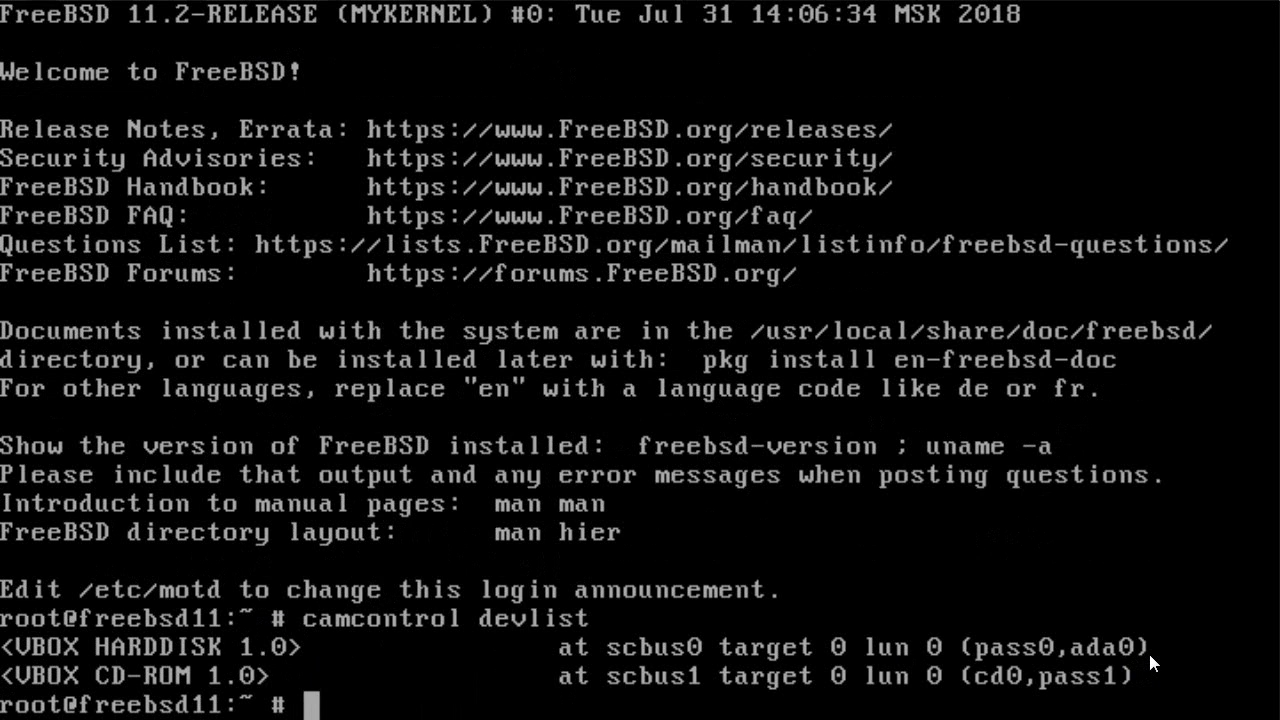 FreeBSD 11.2-RELEASE (MYKERNEL) #0: Tue Jul 31 14:06:34 MSK 2018
Welcome to FreeBSD!
Release Notes, Errata: https://www.FreeBSD.org/releases/
Security Advisories:   https://www.FreeBSD.org/security/
FreeBSD Handbook:      https://www.FreeBSD.org/handbook/
FreeBSD FAQ:           https://www.FreeBSD.org/faq/
Questions List: https://lists.FreeBSD.org/mailman/listinfo/freebsd-questions/
FreeBSD Forums:        https://forums.FreeBSD.org/
Documents installed with the system are in the /usr/local/share/doc/freebsd/
directory, or can be installed later with:  pkg install en-freebsd-doc
For other languages, replace "en" with a language code like de or fr.
Show the version of FreeBSD installed:  freebsd-version ; uname -a
Please include that output and any error messages when posting questions.
Introduction to manual pages:  man man
FreeBSD directory layout:      man hier
Edit /etc/motd to change this login announcement.
root@freebsd11:~ # camcontrol devlist
<VBOX HARDDISK 1.0>                at scbus0 target 0 lun 0 (pass0,ada0)
<VBOX CD-ROM 1.0>                  at scbus1 target 0 lun 0 (cd0,pass1)
root@freebsd11:~ #